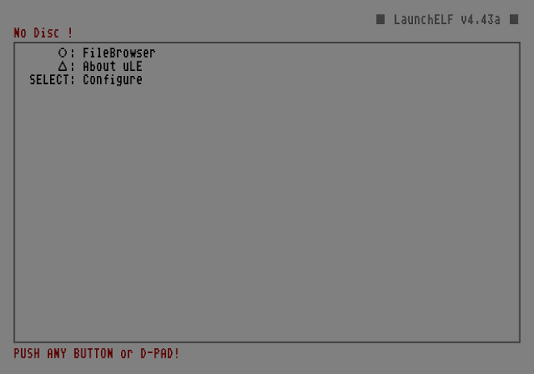 ■ LaunchELF v4.43a ■
No Disc !
○: FileBrowser
△: About uLE
SELECT: Configure
PUSH ANY BUTTON or D-PAD!